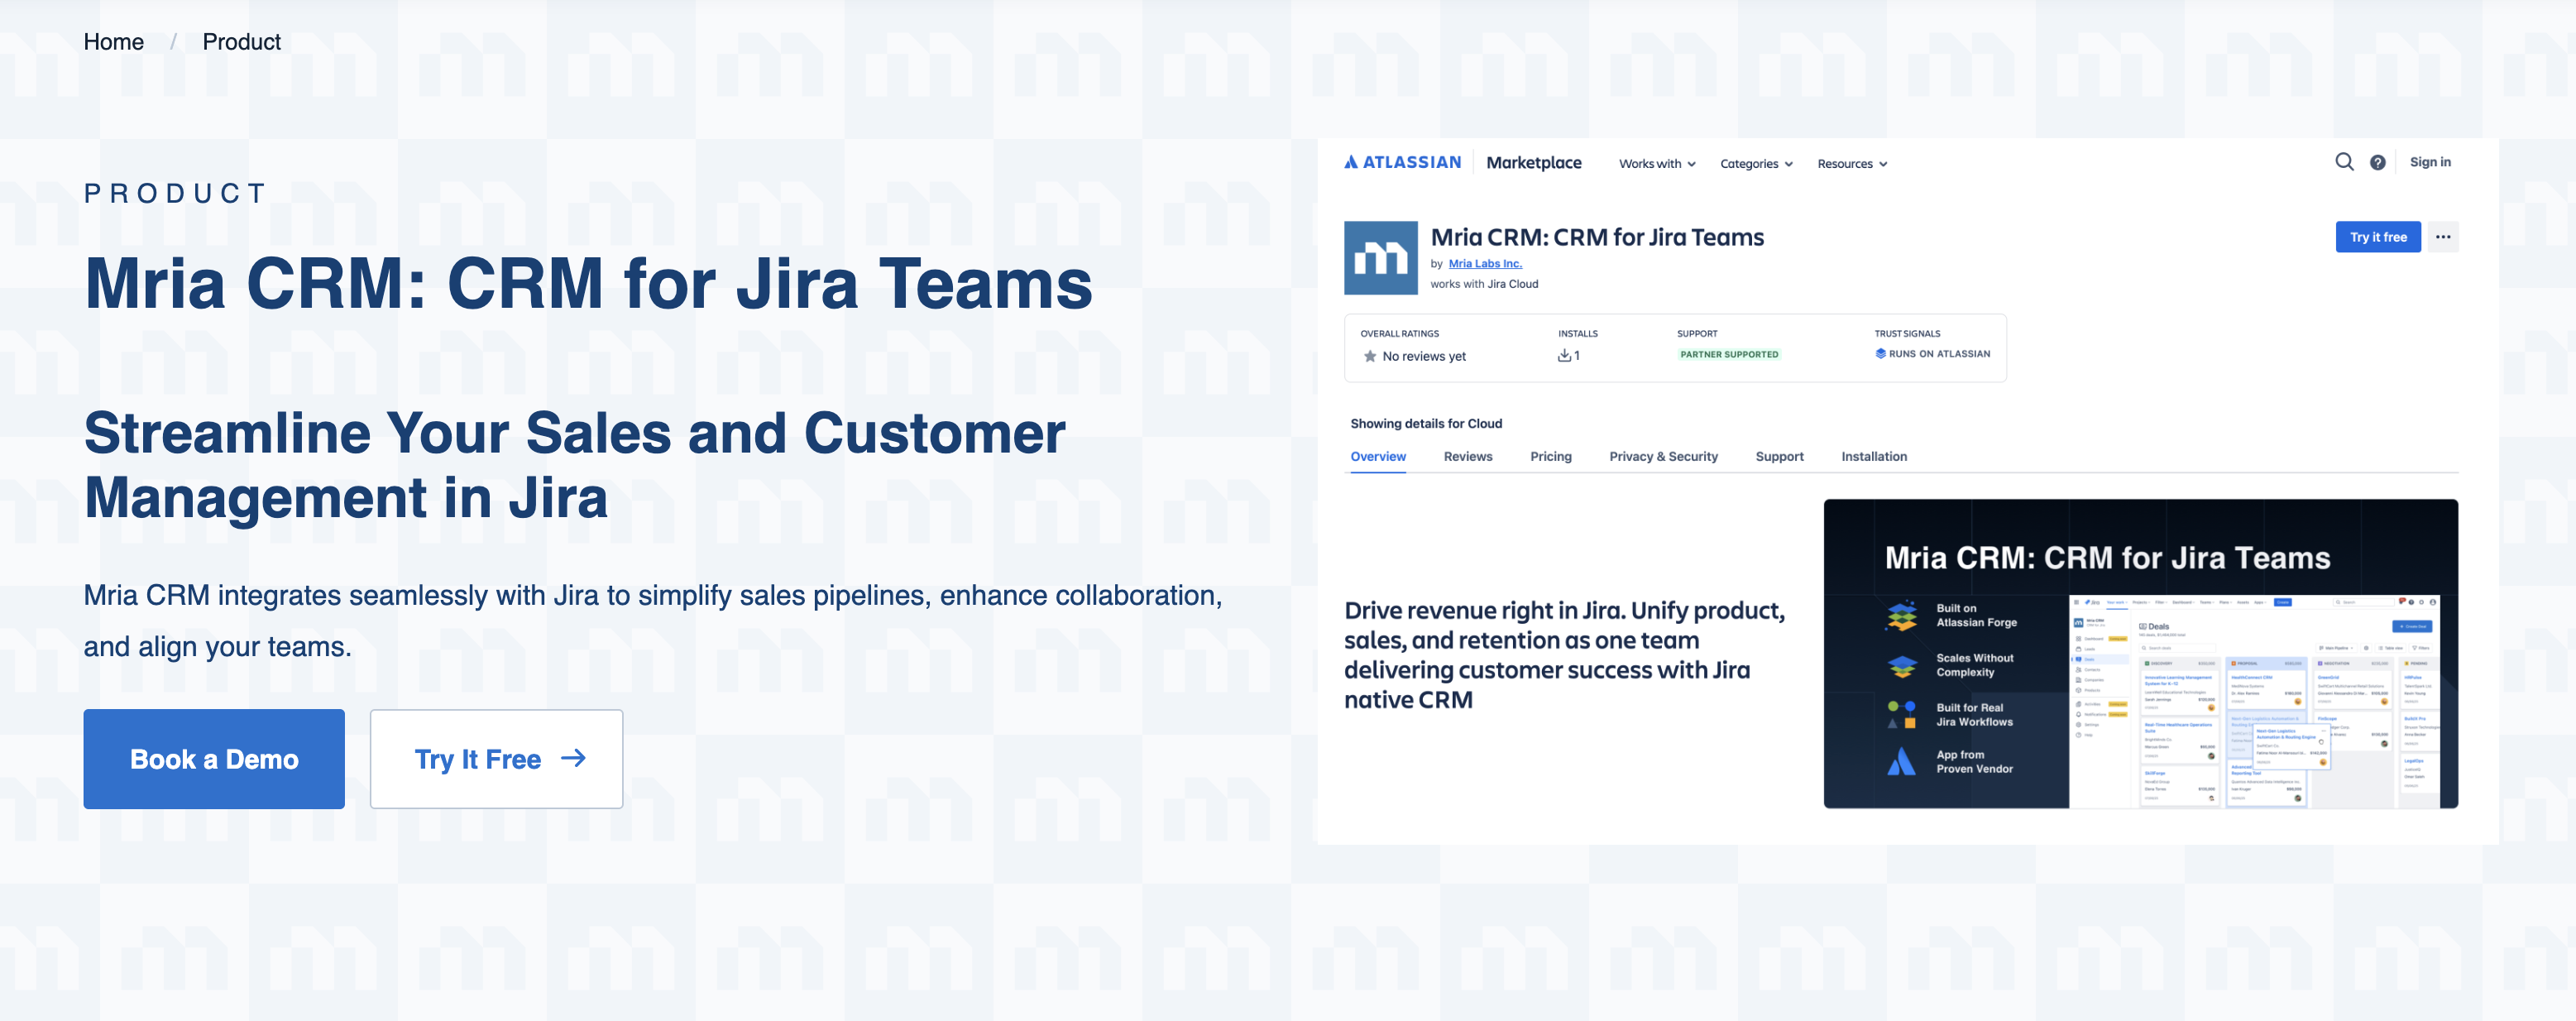 Home / Product
PRODUCT
Mria CRM: CRM for Jira Teams
Streamline Your Sales and Customer
Management in Jira
Mria CRM integrates seamlessly with Jira to simplify sales pipelines, enhance collaboration,
and align your teams.
Book a Demo
Try It Free →
ATLASSIAN Marketplace Works with Categories Resources Sign in
Mria CRM: CRM for Jira Teams
by Mria Labs Inc.
works with Jira Cloud
Try it free
OVERALL RATINGS INSTALLS SUPPORT TRUST SIGNALS
No reviews yet 1 PARTNER SUPPORTED RUNS ON ATLASSIAN
Showing details for Cloud
Overview Reviews Pricing Privacy & Security Support Installation
Drive revenue right in Jira. Unify product,
sales, and retention as one team
delivering customer success with Jira
native CRM
Mria CRM: CRM for Jira Teams
Built on
Atlassian Forge
Scales Without
Complexity
Built for Real
Jira Workflows
App from
Proven Vendor
Deals